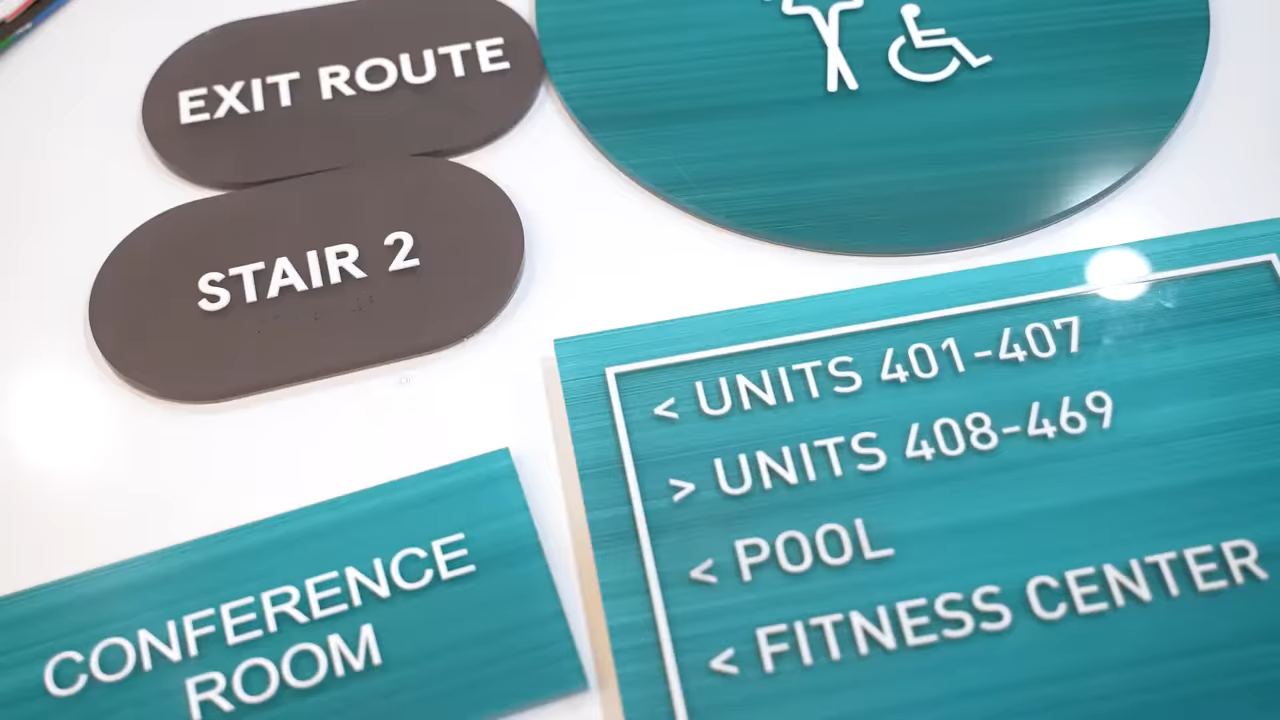 EXIT ROUTE
STAIR 2
< UNITS 401-407
> UNITS 408-469
< POOL
< FITNESS CENTER
CONFERENCE
ROOM